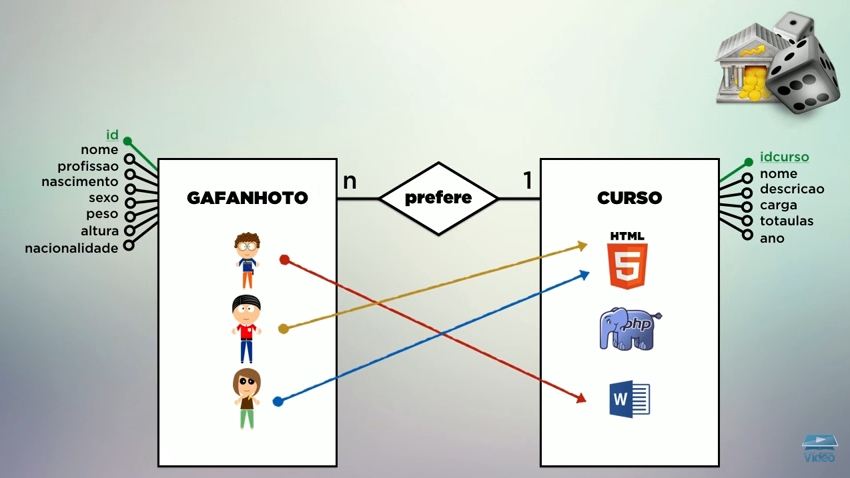 id
nome
profissao
nascimento
sexo
peso
altura
nacionalidade
GAFANHOTO
n
prefere
1
CURSO
HTML
5
php
W
idcurso
nome
descricao
carga
totaulas
ano
Video